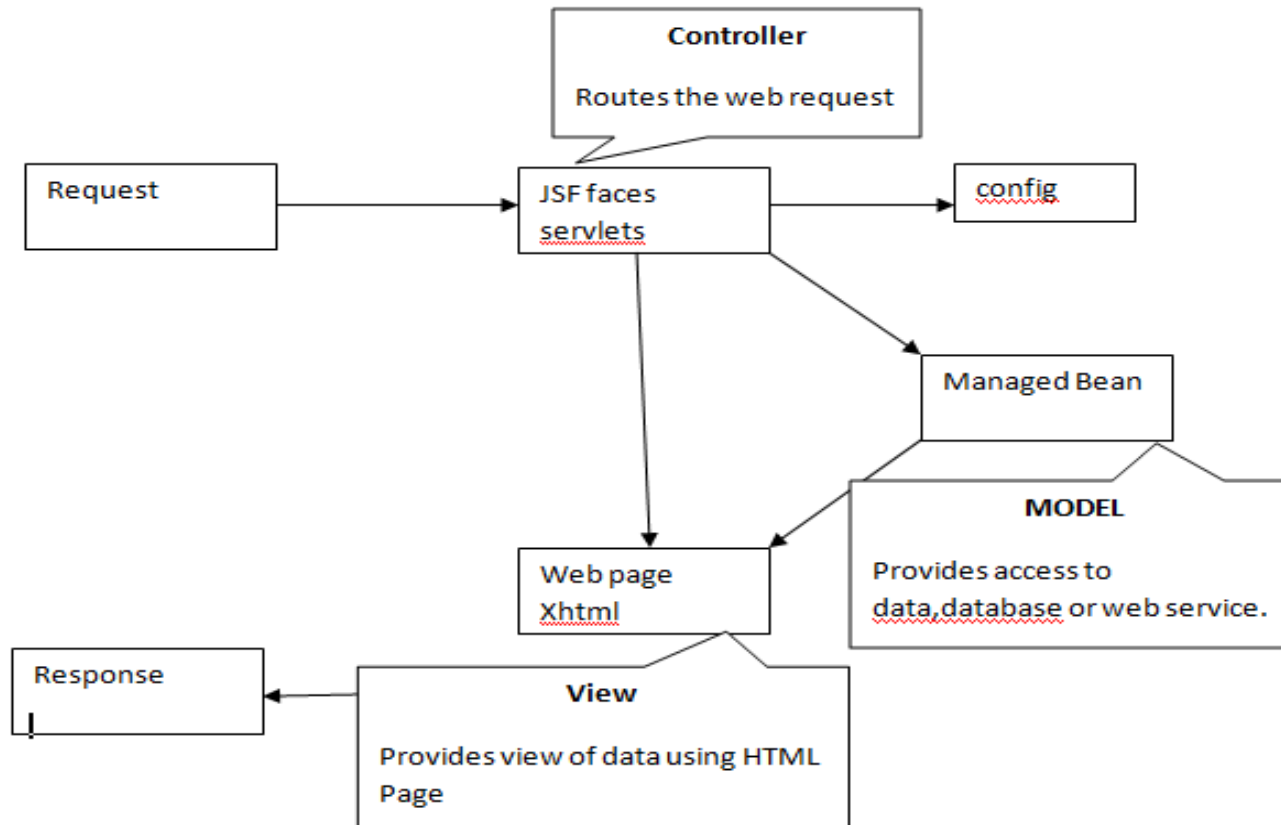 Controller
Routes the web request
Request
JSF faces
servlets
config
Managed Bean
MODEL
Provides access to
data,database or web service.
Web page
Xhtml
Response
View
Provides view of data using HTML
Page